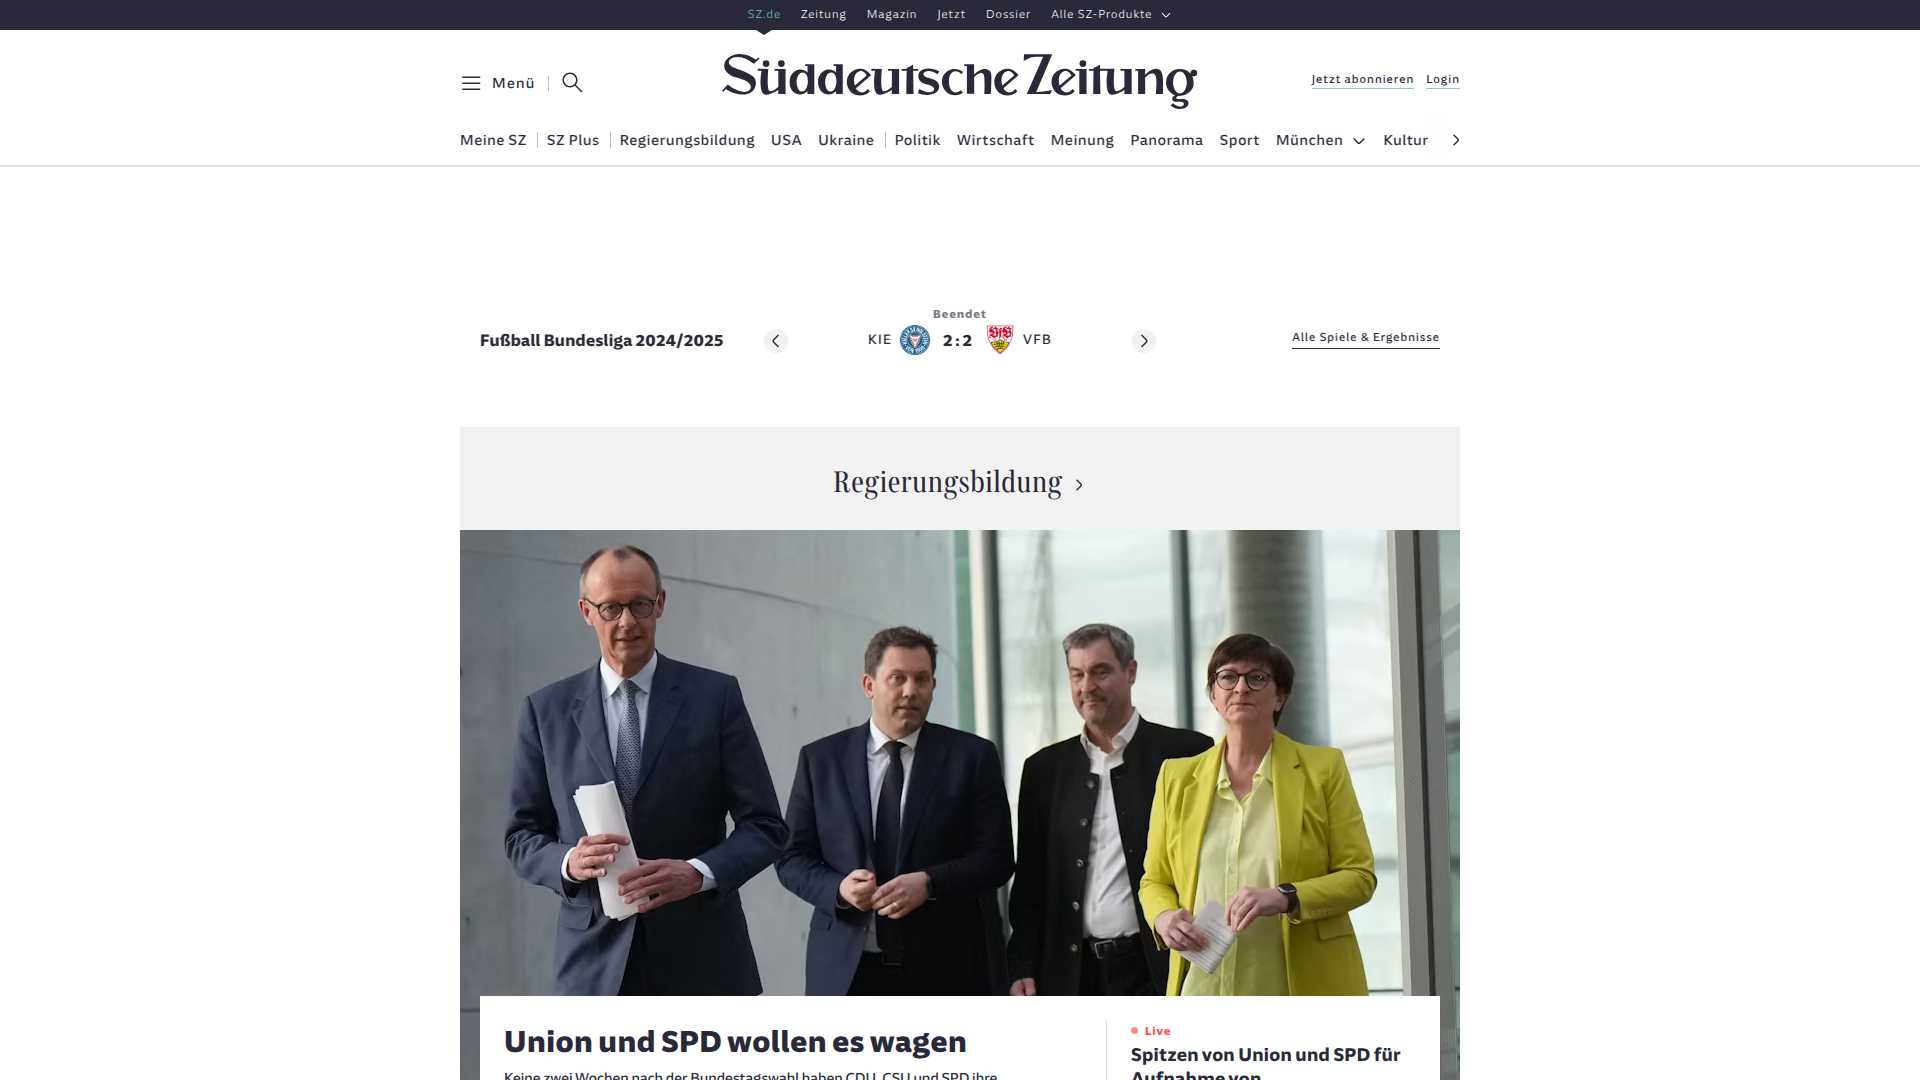 SZ.de Zeitung Magazin Jetzt Dossier Alle SZ-Produkte
Menü
Süddeutsche Zeitung
Jetzt abonnieren Login
Meine SZ SZ Plus Regierungsbildung USA Ukraine Politik Wirtschaft Meinung Panorama Sport München Kultur
Beendet
Fußball Bundesliga 2024/2025
KIE 2:2 VFB
Alle Spiele & Ergebnisse
Regierungsbildung
Union und SPD wollen es wagen
Keine zwei Wochen nach der Bundestagswahl haben CDU, CSU und SPD ihre
Live
Spitzen von Union und SPD für
Aufnahme von